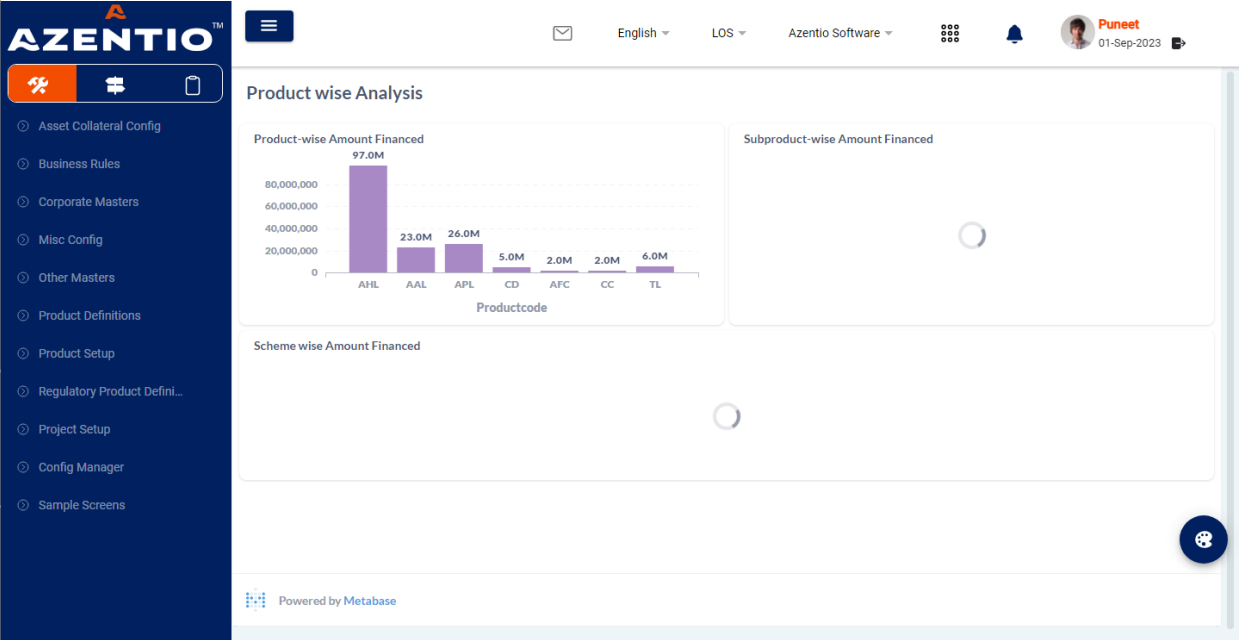 AZENTIO™
English
LOS
Azentio Software
Puneet
01-Sep-2023
Asset Collateral Config
Business Rules
Corporate Masters
Misc Config
Other Masters
Product Definitions
Product Setup
Regulatory Product Defini...
Project Setup
Config Manager
Sample Screens
Product wise Analysis
Product-wise Amount Financed
97.0M
80,000,000
60,000,000
40,000,000
20,000,000
0
23.0M
26.0M
5.0M
2.0M
2.0M
6.0M
AHL
AAL
APL
CD
AFC
CC
TL
Productcode
Subproduct-wise Amount Financed
Scheme wise Amount Financed
Powered by Metabase